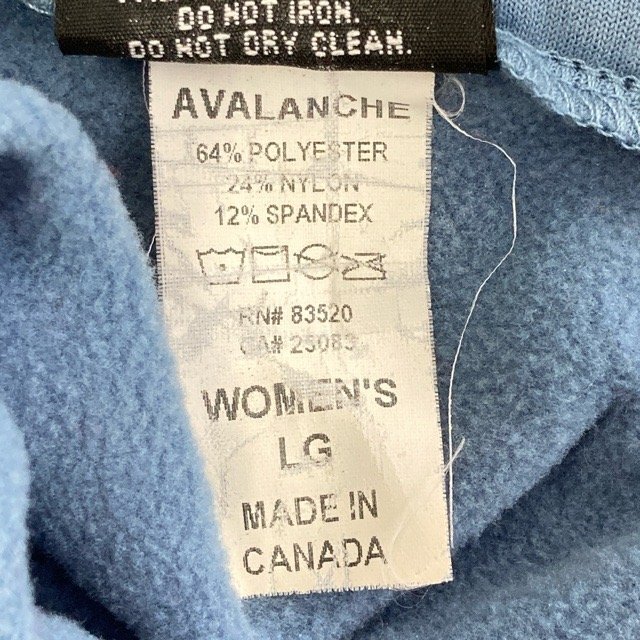 DO NOT IRON.
DO NOT DRY CLEAN.
AVALANCHE
64% POLYESTER
24% NYLON
12% SPANDEX
RN# 83520
CA# 25083
WOMEN'S
LG
MADE IN
CANADA